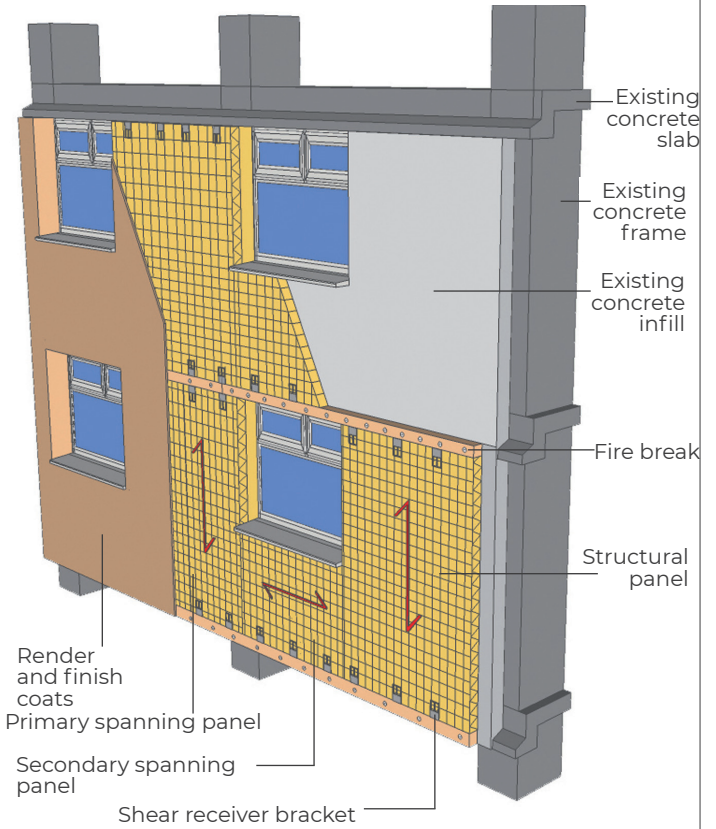 Existing
concrete
slab
Existing
concrete
frame
Existing
concrete
infill
Fire break
Structural
panel
Render
and finish
coats
Primary spanning panel
Secondary spanning
panel
Shear receiver bracket